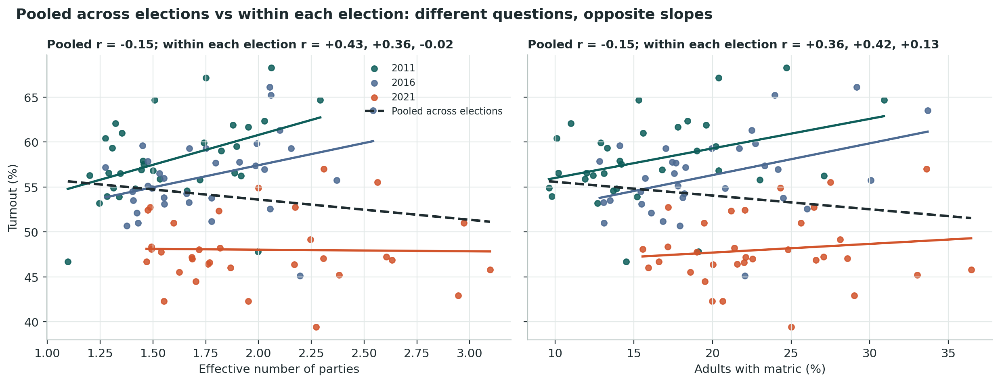 Pooled across elections vs within each election: different questions, opposite slopes
Pooled r = -0.15; within each election r = +0.43, +0.36, -0.02
Pooled r = -0.15; within each election r = +0.36, +0.42, +0.13
2011
2016
2021
Pooled across elections
Turnout (%)
65
60
55
50
45
40
1.00 1.25 1.50 1.75 2.00 2.25 2.50 2.75 3.00
Effective number of parties
10 15 20 25 30 35
Adults with matric (%)